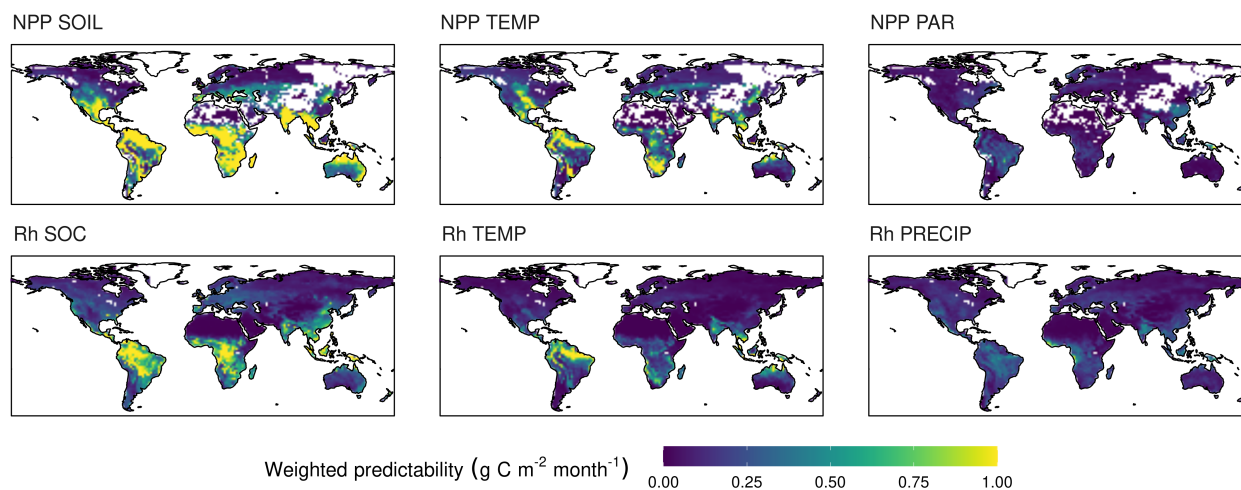 NPP SOIL
NPP TEMP
NPP PAR
Rh SOC
Rh TEMP
Rh PRECIP
Weighted predictability (g C m⁻² month⁻¹)
0.00 0.25 0.50 0.75 1.00